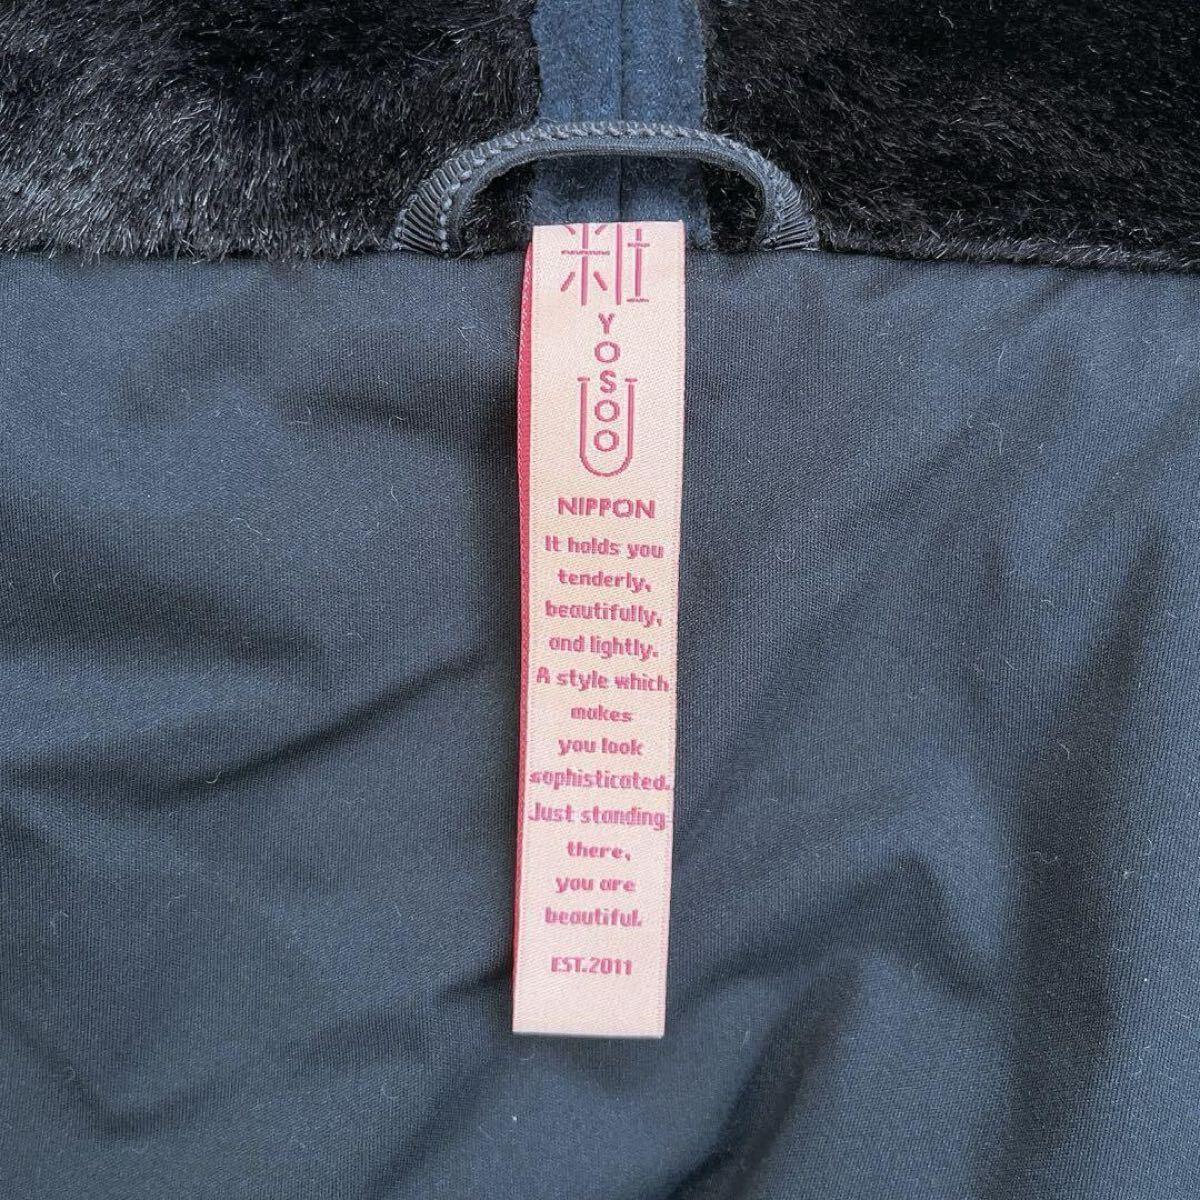 粧
YOSOO
NIPPON
It holds you
tenderly,
beautifully,
and lightly.
A style which
makes
you look
sophisticated.
Just standing
there,
you are
beautiful.
EST.2011